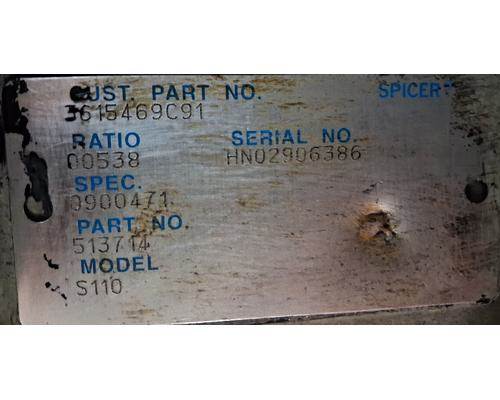 CUST. PART NO. SPICER
3615469C91
RATIO SERIAL NO.
00538 HN02906386
SPEC.
0900471
PART NO.
513714
MODEL
S110